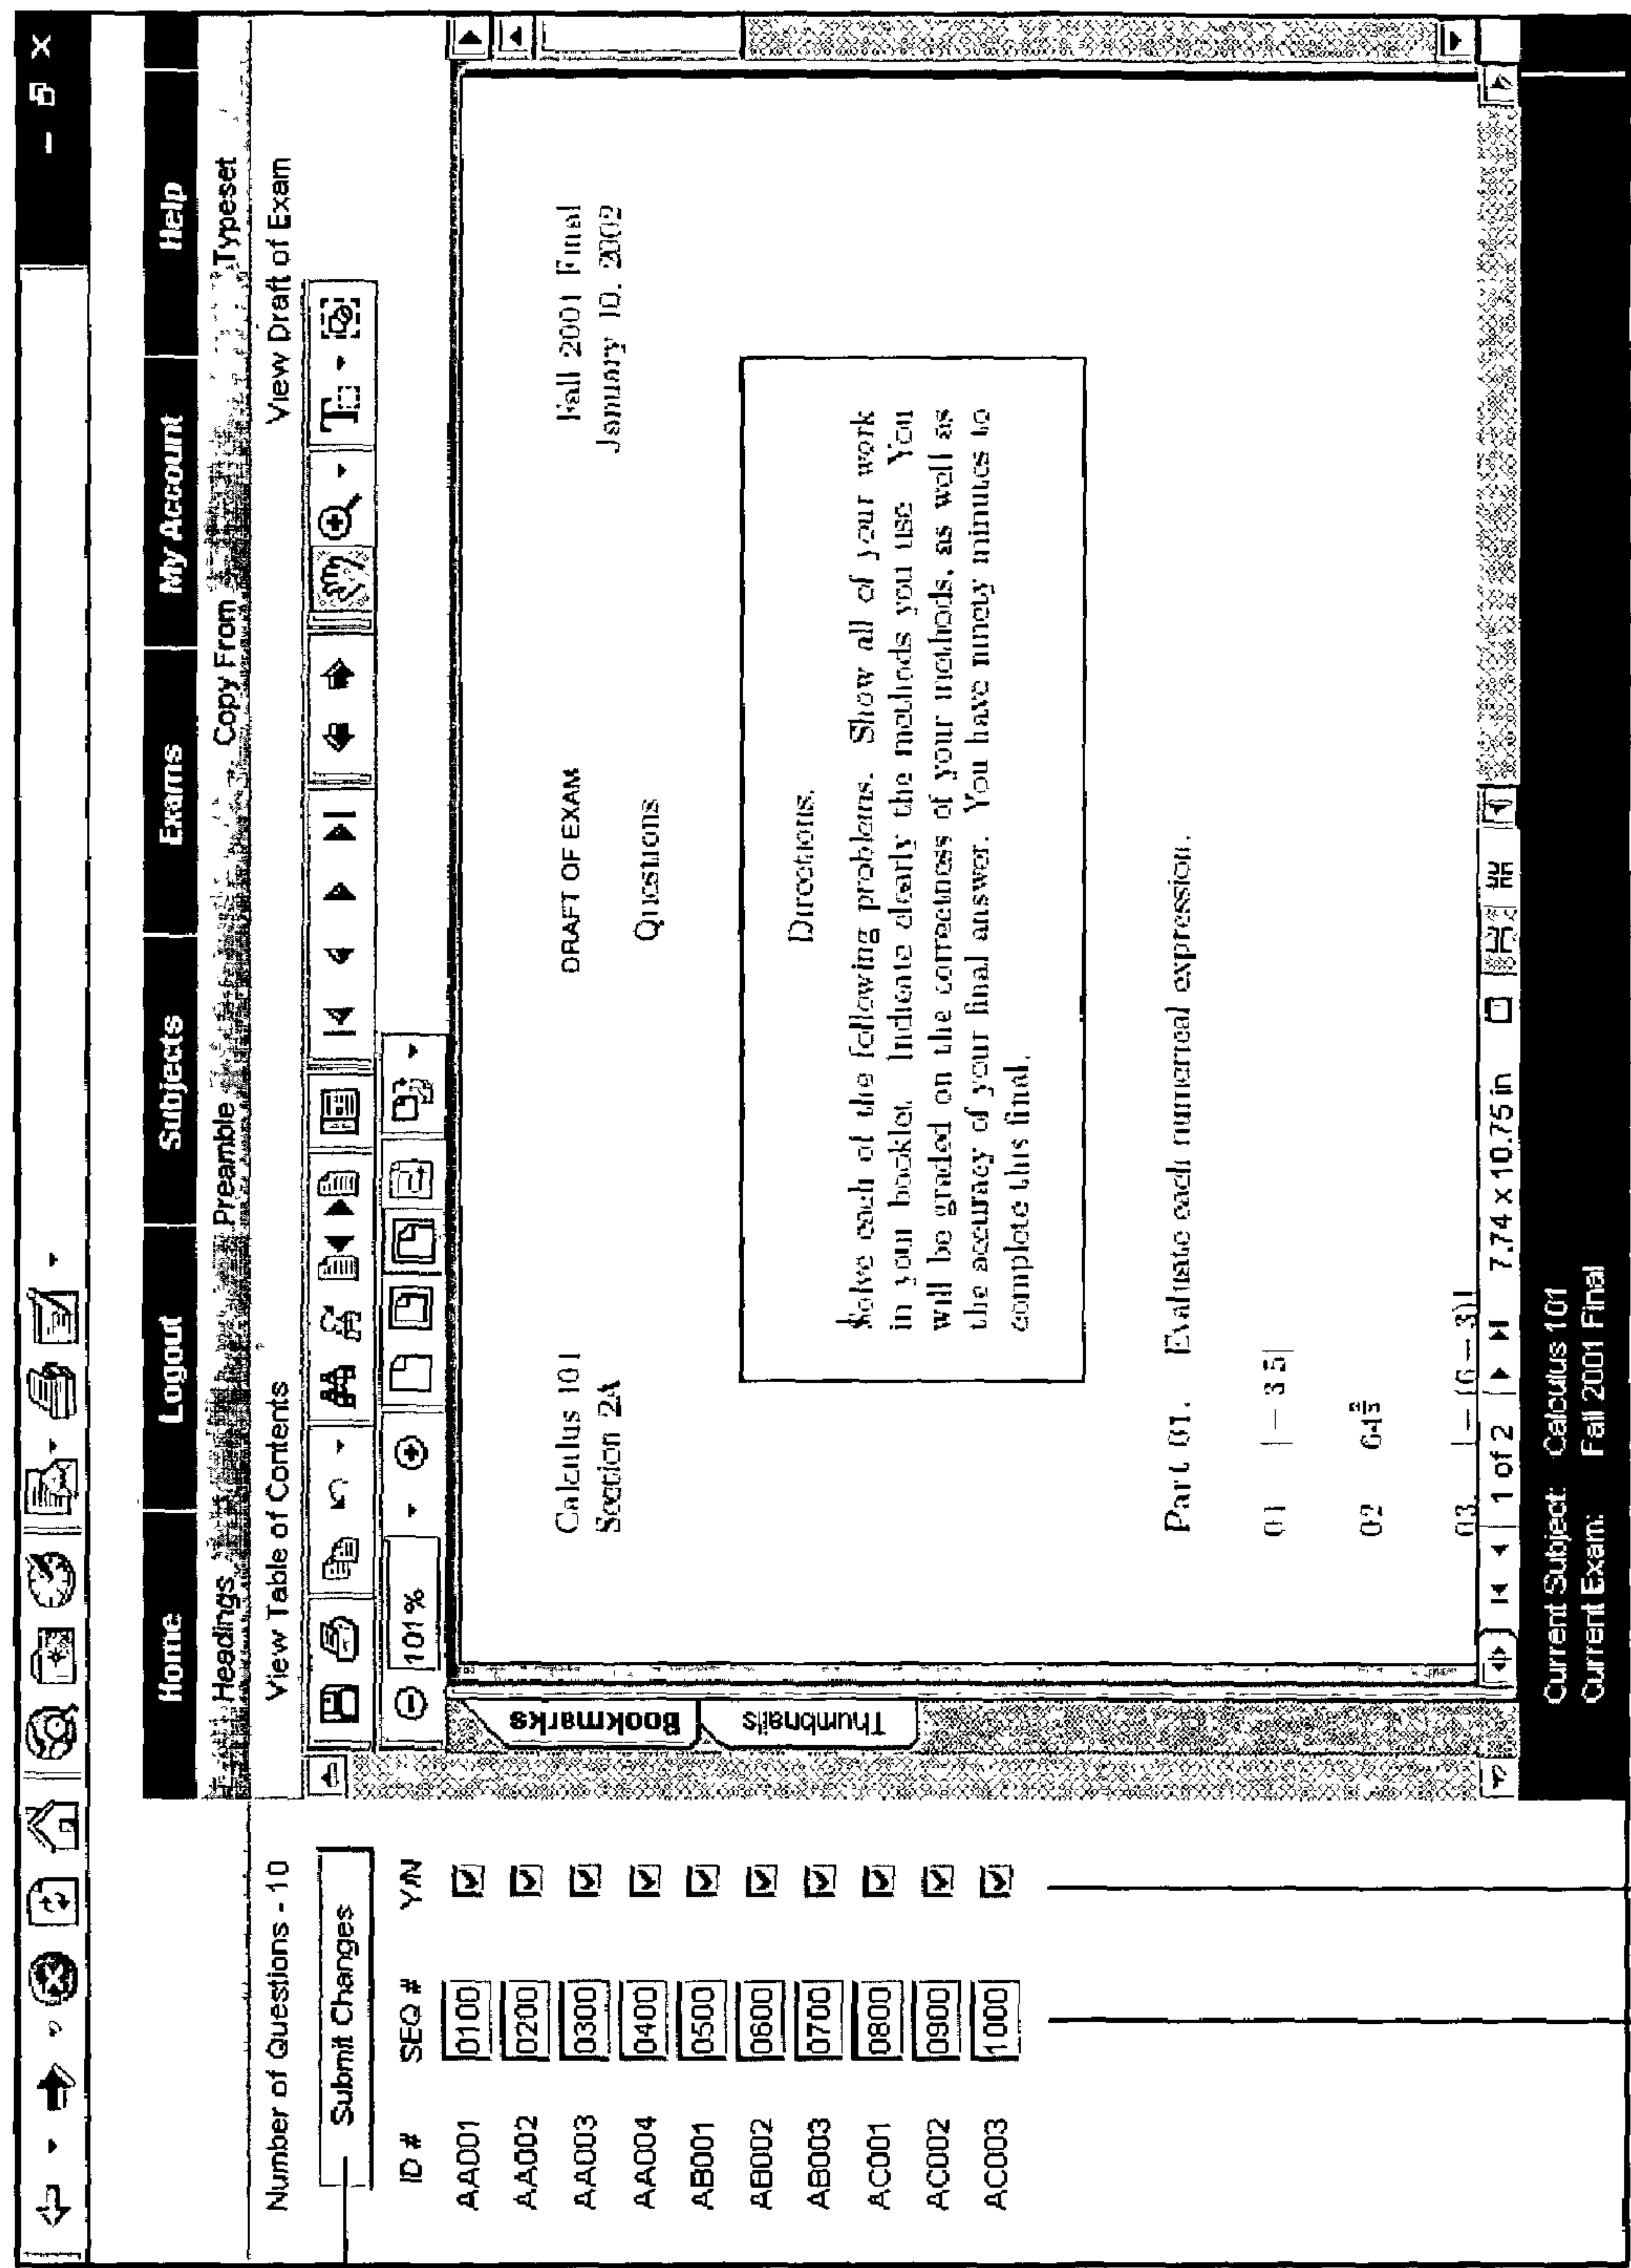 Home Logout Subjects Exams My Account Help
Headings Preamble Copy From Typeset
Number of Questions - 10
View Table of Contents
View Draft of Exam
Submit Changes
ID # SEQ # Y/N
AA001 0100
AA002 0200
AA003 0300
AA004 0400
AB001 0500
AB002 0600
AB003 0700
AC001 0800
AC002 0900
AC003 1000
101%
Bookmarks
Thumbnails
Calculus 101
DRAFT OF EXAM
Fall 2001 Final
Section 2A
January 10, 2002
Questions
Directions.
Solve each of the following problems. Show all of your work
in your booklet. Indicate clearly the methods you use You
will be graded on the correctness of your methods, as well as
the accuracy of your final answer. You have ninety minutes to
complete this final.
Part 01. Evaluate each numerical expression.
01 |−35|
02
03. |−(6−3)|
1 of 2 7.74 x 10.75 in
Current Subject: Calculus 101
Current Exam: Fall 2001 Final